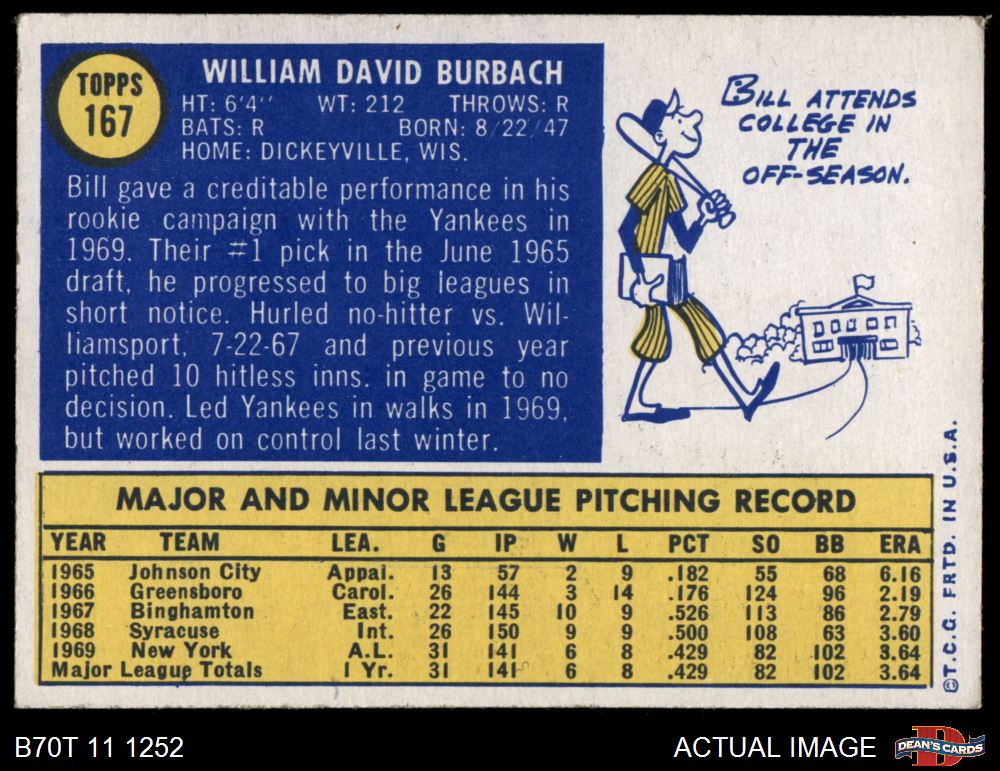 TOPPS
167
WILLIAM DAVID BURBACH
HT: 6'4'' WT: 212 THROWS: R
BATS: R BORN: 8/22/47
HOME: DICKEYVILLE, WIS.
Bill gave a creditable performance in his
rookie campaign with the Yankees in
1969. Their #1 pick in the June 1965
draft, he progressed to big leagues in
short notice. Hurled no-hitter vs. Wil-
liamsport, 7-22-67 and previous year
pitched 10 hitless inns. in game to no
decision. Led Yankees in walks in 1969,
but worked on control last winter.
BILL ATTENDS
COLLEGE IN
THE
OFF-SEASON.
MAJOR AND MINOR LEAGUE PITCHING RECORD
YEAR TEAM LEA. G IP W L PCT SO BB ERA
1965 Johnson City Appal. 13 57 2 9 .182 55 68 6.16
1966 Greensboro Carol. 26 144 3 14 .176 124 96 2.19
1967 Binghamton East. 22 145 10 9 .526 113 86 2.79
1968 Syracuse Int. 26 150 9 9 .500 108 63 3.60
1969 New York A.L. 31 141 6 8 .429 82 102 3.64
Major League Totals 1 Yr. 31 141 6 8 .429 82 102 3.64
©T.C.G. PRTD. IN U.S.A.
B70T 11 1252
ACTUAL IMAGE
DEAN'S CARDS